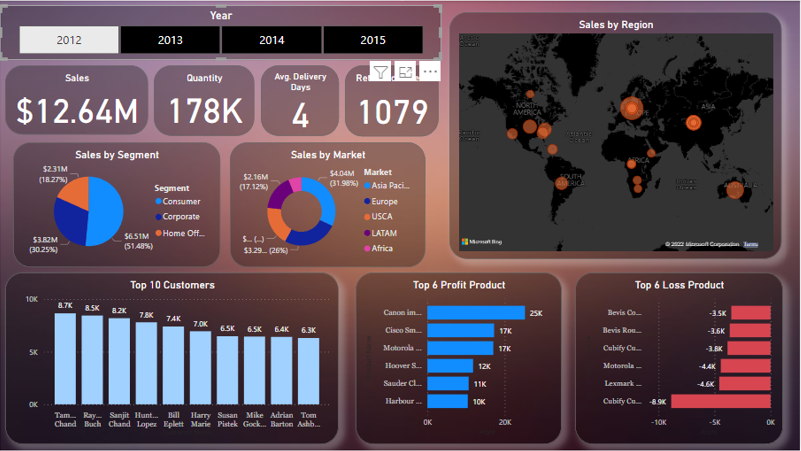 Year
2012 2013 2014 2015
Sales
$12.64M
Quantity
178K
Avg. Delivery
Days
4
1079
Sales by Region
NORTH
AMERICA
SOUTH
AMERICA
ASIA
Microsoft Bing
© 2022 Microsoft Corporation Terms
Sales by Segment
$2.31M
(18.27%)
$3.82M
(30.25%)
$6.51M
(51.48%)
Segment
Consumer
Corporate
Home Off...
Sales by Market
$2.16M
(17.12%)
$4.04M
(31.98%)
$... (...)
$3.29... (26%)
Market
Asia Paci...
Europe
USCA
LATAM
Africa
Top 10 Customers
10K
5K
0K
8.7K 8.5K 8.2K 7.8K 7.4K 7.0K 6.5K 6.5K 6.4K 6.3K
Tam... Ray... Sanjit Hunt... Bill Harry Susan Mike Adrian Tom
Chand Buch Chand Lopez Eplett Marie Pistek Gock... Barton Ashb...
Top 6 Profit Product
Canon im... 25K
Cisco Sm... 17K
Motorola ... 17K
Hoover S... 12K
Sauder Cl... 11K
Harbour ... 10K
0K 20K
Top 6 Loss Product
Bevis Co... -3.5K
Bevis Rou... -3.6K
Cubify Cu... -3.8K
Motorola ... -4.4K
Lexmark ... -4.6K
Cubify Cu... -8.9K
-10K -5K 0K